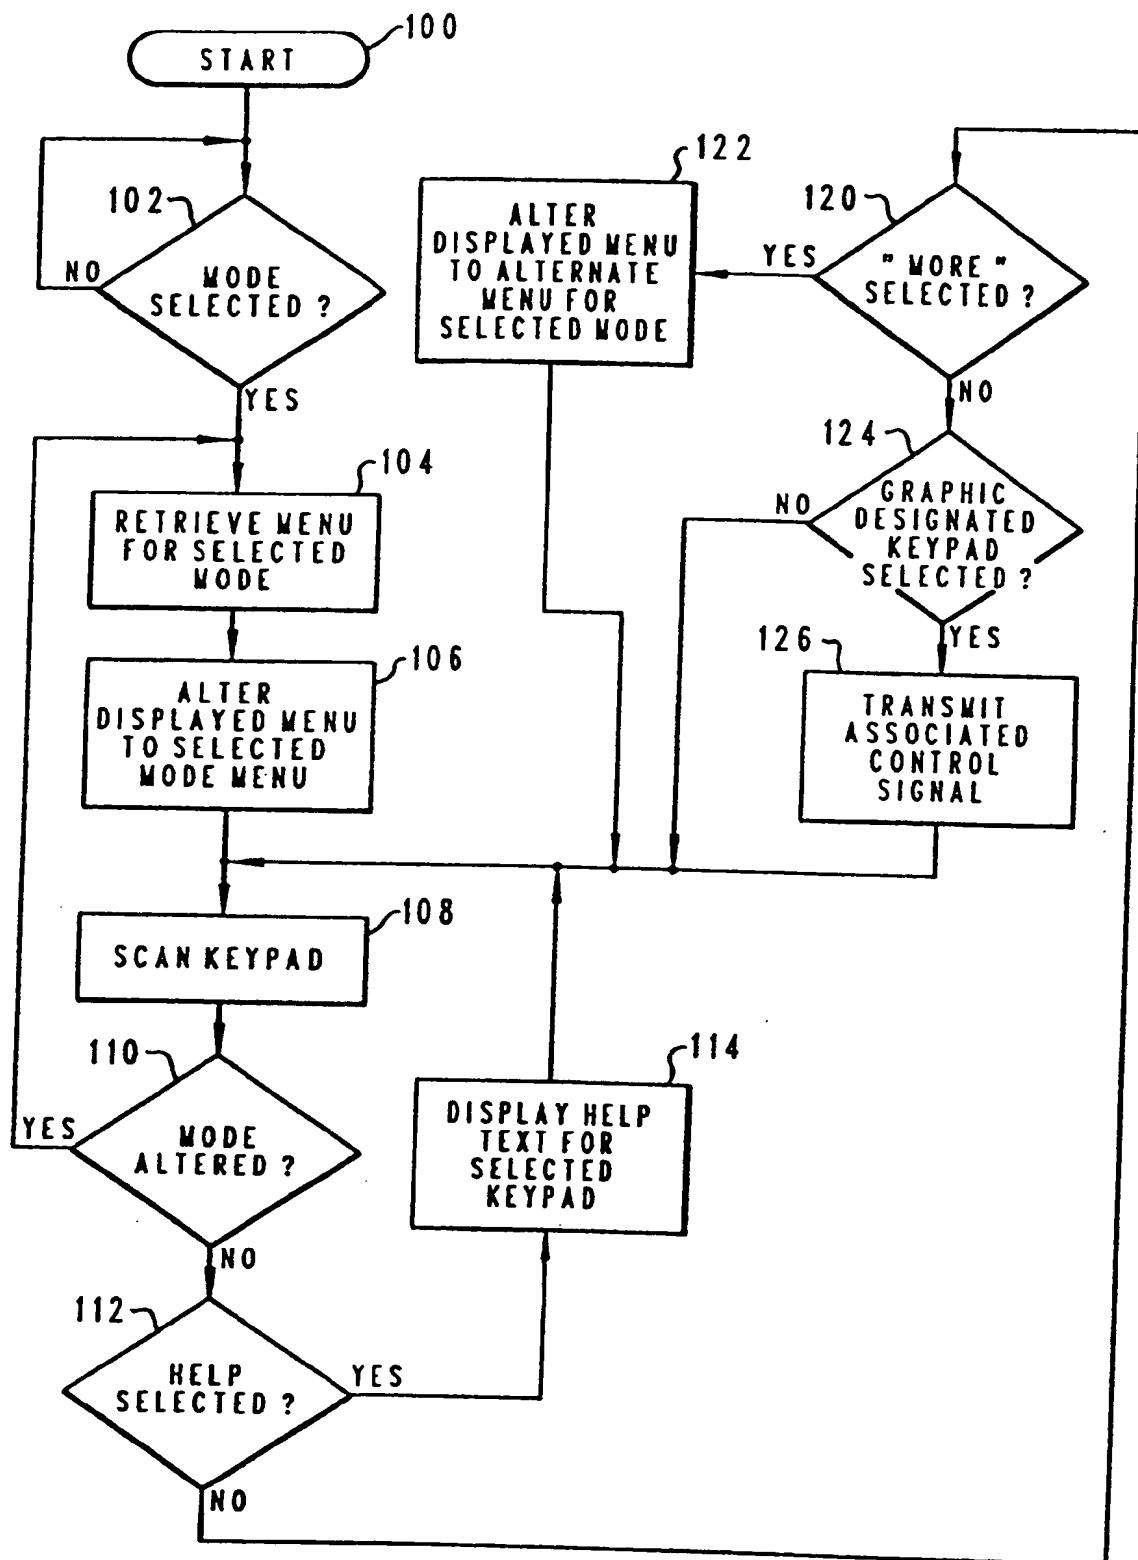 100
START
102
NO
MODE
SELECTED ?
YES
104
RETRIEVE MENU
FOR SELECTED
MODE
106
ALTER
DISPLAYED MENU
TO SELECTED
MODE MENU
108
SCAN KEYPAD
110
YES
MODE
ALTERED ?
NO
112
HELP
SELECTED ?
YES
NO
114
DISPLAY HELP
TEXT FOR
SELECTED
KEYPAD
122
ALTER
DISPLAYED MENU
TO ALTERNATE
MENU FOR
SELECTED MODE
120
YES
" MORE "
SELECTED ?
NO
124
NO
GRAPHIC
DESIGNATED
KEYPAD
SELECTED ?
YES
126
TRANSMIT
ASSOCIATED
CONTROL
SIGNAL